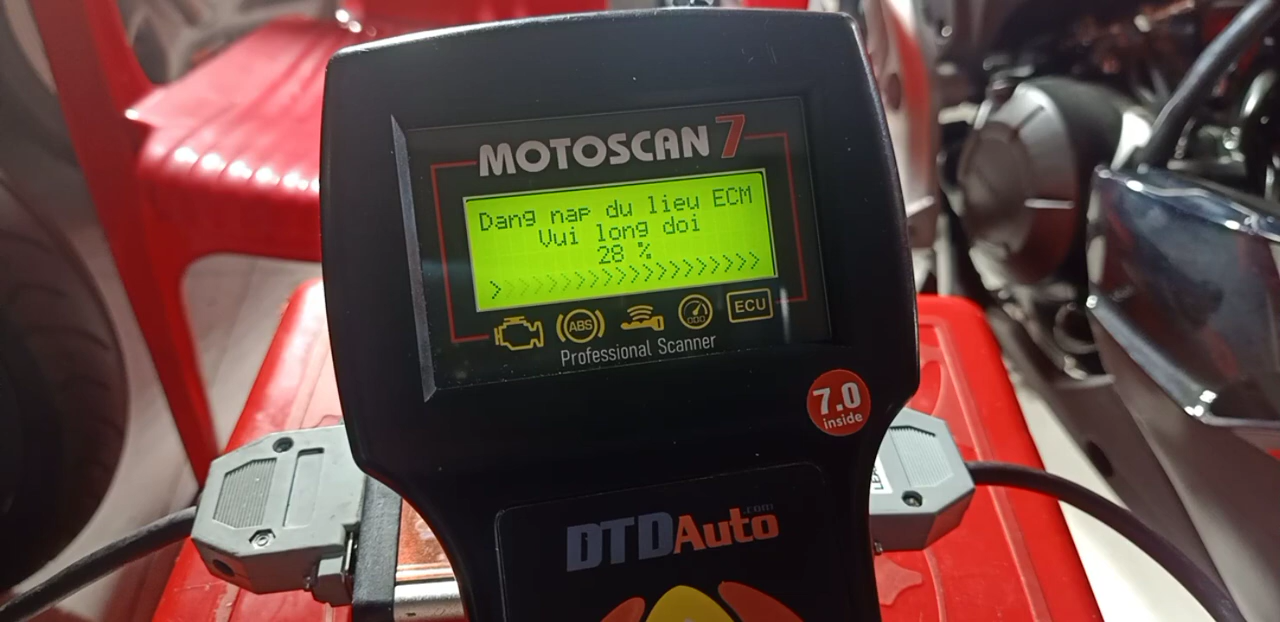 MOTOSCAN 7
Dang nap du lieu ECM
Vui long doi
28 %
ABS
ECU
Professional Scanner
7.0
inside
DTDAuto
.com